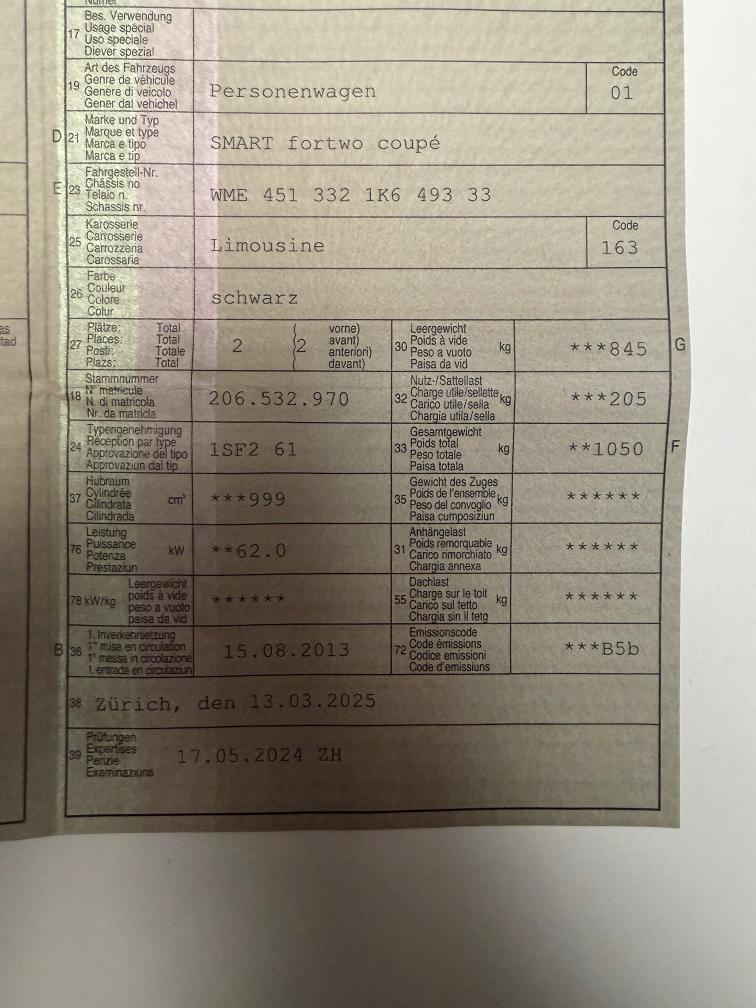 17 Bes. Verwendung
Usage spécial
Uso speciale
Diever spezial
19 Art des Fahrzeugs
Genre de véhicule
Genere di veicolo
Gener dal vehichel
Personenwagen
Code
01
D 21 Marke und Typ
Marque et type
Marca e tipo
Marca e tip
SMART fortwo coupé
E 23 Fahrgestell-Nr.
Châssis no
Telaio n.
Schassis nr.
WME 451 332 1K6 493 33
25 Karosserie
Carrosserie
Carrozzeria
Carossaria
Limousine
Code
163
26 Farbe
Couleur
Colore
Colur
schwarz
27 Plätze: Total
Places: Total
Posti: Totale
Plazs: Total
2 (2 vorne)
avant)
anteriori)
davant)
30 Leergewicht
Poids à vide
Peso a vuoto
Paisa da vid
kg
***845 G
18 Stammnummer
N° matricule
N. di matricola
Nr. da matricla
206.532.970
32 Nutz-/Sattellast
Charge utile/sellette
Carico utile/sella
Chargia utila/sella
kg
***205
24 Typengenehmigung
Réception par type
Approvazione del tipo
Approvaziun dal tip
1SF2 61
33 Gesamtgewicht
Poids total
Peso totale
Paisa totala
kg
**1050 F
37 Hubraum
Cylindrée
Cilindrata
Cilindrada
cm³
***999
35 Gewicht des Zuges
Poids de l'ensemble
Peso del convoglio
Paisa cumposiziun
kg
******
76 Leistung
Puissance
Potenza
Prestaziun
kW
**62.0
31 Anhängelast
Poids remorquable
Carico rimorchiato
Chargia annexa
kg
******
78 kW/kg Leergewicht
poids à vide
peso a vuoto
paisa da vid
******
55 Dachlast
Charge sur le toit
Carico sul tetto
Chargia sin il tetg
kg
******
B 36 1. Inverkehrsetzung
1re mise en circulation
1a messa in circolazione
1. entrada en circulaziun
15.08.2013
72 Emissionscode
Code émissions
Codice emissioni
Code d'emissiuns
***B5b
38 Zürich, den 13.03.2025
39 Prüfungen
Expertises
Perizie
Examinaziuns
17.05.2024 ZH